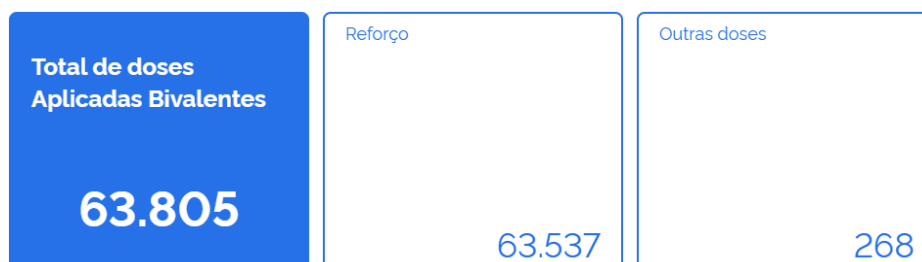 Total de doses
Aplicadas Bivalentes
63.805
Reforço
63.537
Outras doses
268